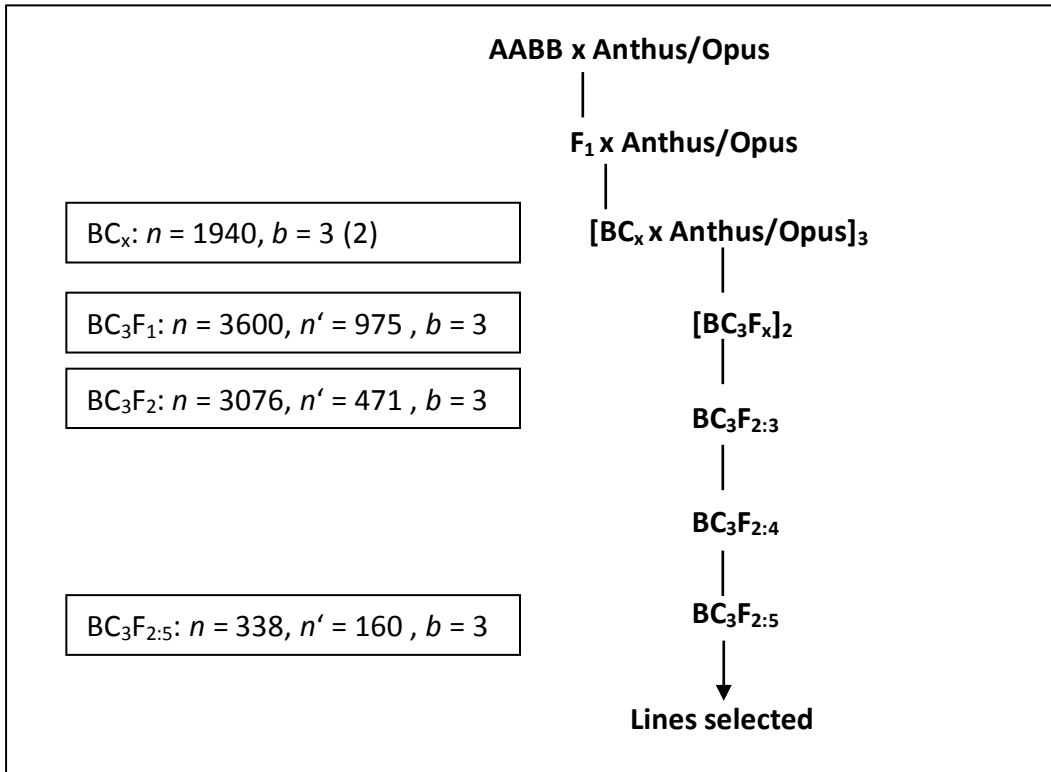 AABB x Anthus/Opus
F₁ x Anthus/Opus
BCₓ: n = 1940, b = 3 (2)
[BCₓ x Anthus/Opus]₃
BC₃F₁: n = 3600, n‘ = 975 , b = 3
[BC₃Fₓ]₂
BC₃F₂: n = 3076, n‘ = 471 , b = 3
BC₃F₂:₃
BC₃F₂:₄
BC₃F₂:₅: n = 338, n‘ = 160 , b = 3
BC₃F₂:₅
Lines selected